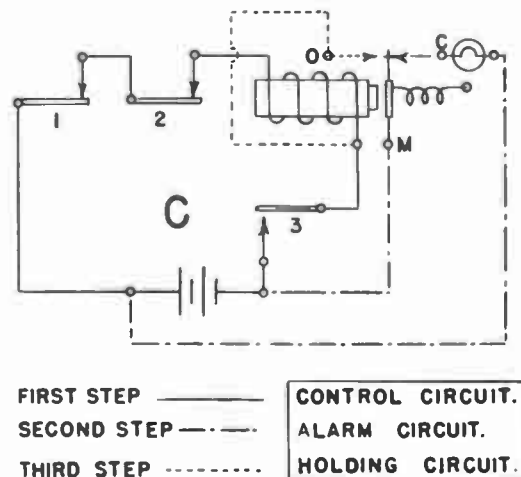 O
C
1
2
M
3
C
FIRST STEP
CONTROL CIRCUIT.
SECOND STEP
ALARM CIRCUIT.
THIRD STEP
HOLDING CIRCUIT.